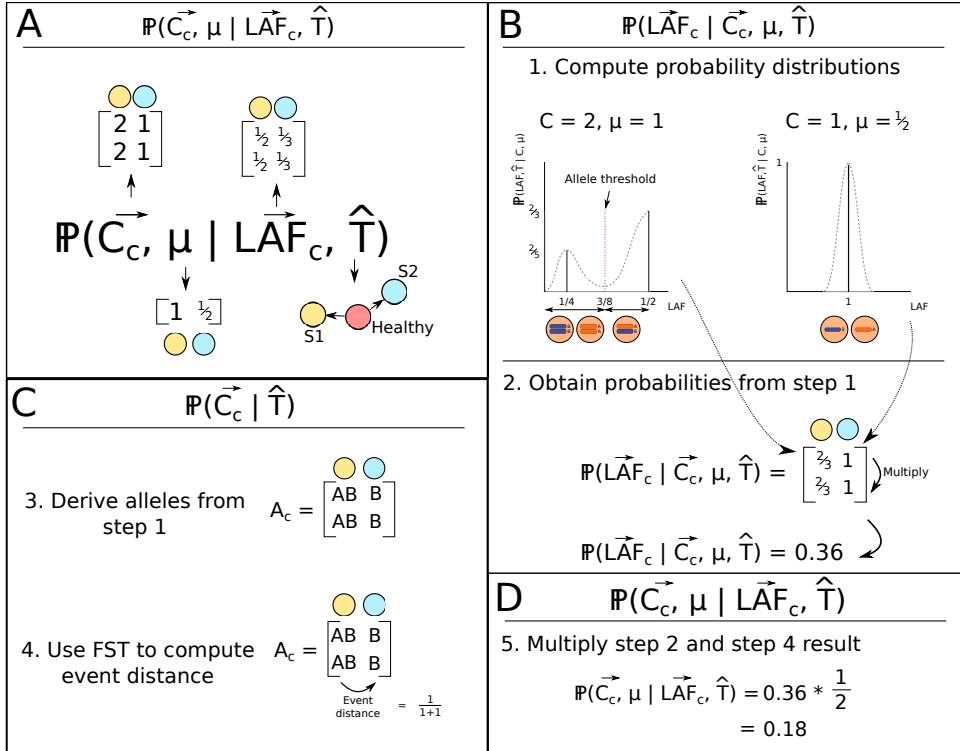 A
ℙ(C⃗c, μ | LAF⃗c, T̂)
2 1
2 1
½ ⅓
½ ⅓
ℙ(C⃗c, μ | LAF⃗c, T̂)
1 ½
S1
S2
Healthy
B
ℙ(LAF⃗c | C⃗c, μ, T̂)
1. Compute probability distributions
C = 2, μ = 1
ℙ(LAF,T̂ | C, μ)
Allele threshold
⅔
⅖
1/4
3/8
1/2
LAF
C = 1, μ = ½
ℙ(LAF,T̂ | C, μ)
1
1
LAF
2. Obtain probabilities from step 1
ℙ(LAF⃗c | C⃗c, μ, T̂) =
⅔ 1
⅔ 1
Multiply
ℙ(LAF⃗c | C⃗c, μ, T̂) = 0.36
C
ℙ(C⃗c | T̂)
3. Derive alleles from
step 1
Ac =
AB B
AB B
4. Use FST to compute
event distance
Ac =
AB B
AB B
Event
distance
= 1/1+1
D
ℙ(C⃗c, μ | LAF⃗c, T̂)
5. Multiply step 2 and step 4 result
ℙ(C⃗c, μ | LAF⃗c, T̂) = 0.36 * 1/2
= 0.18